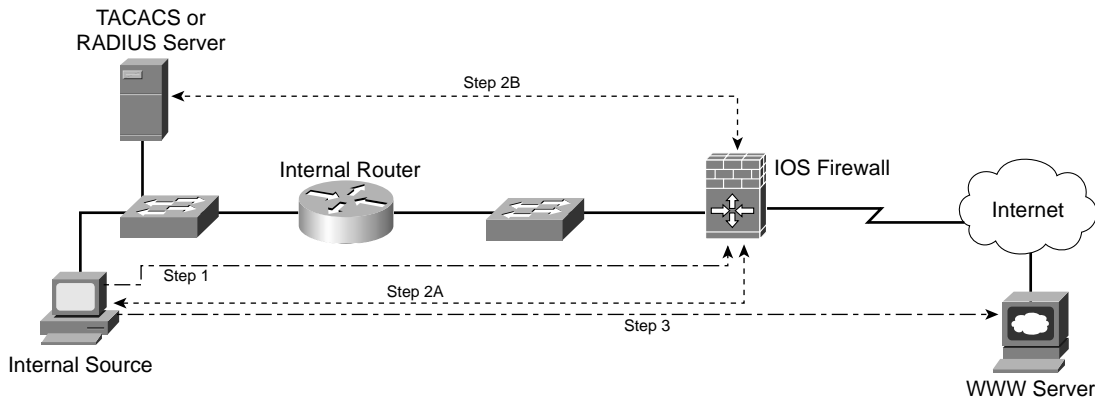 TACACS or
RADIUS Server
Step 2B
Internal Router
IOS Firewall
Internet
Step 1
Step 2A
Step 3
Internal Source
WWW Server